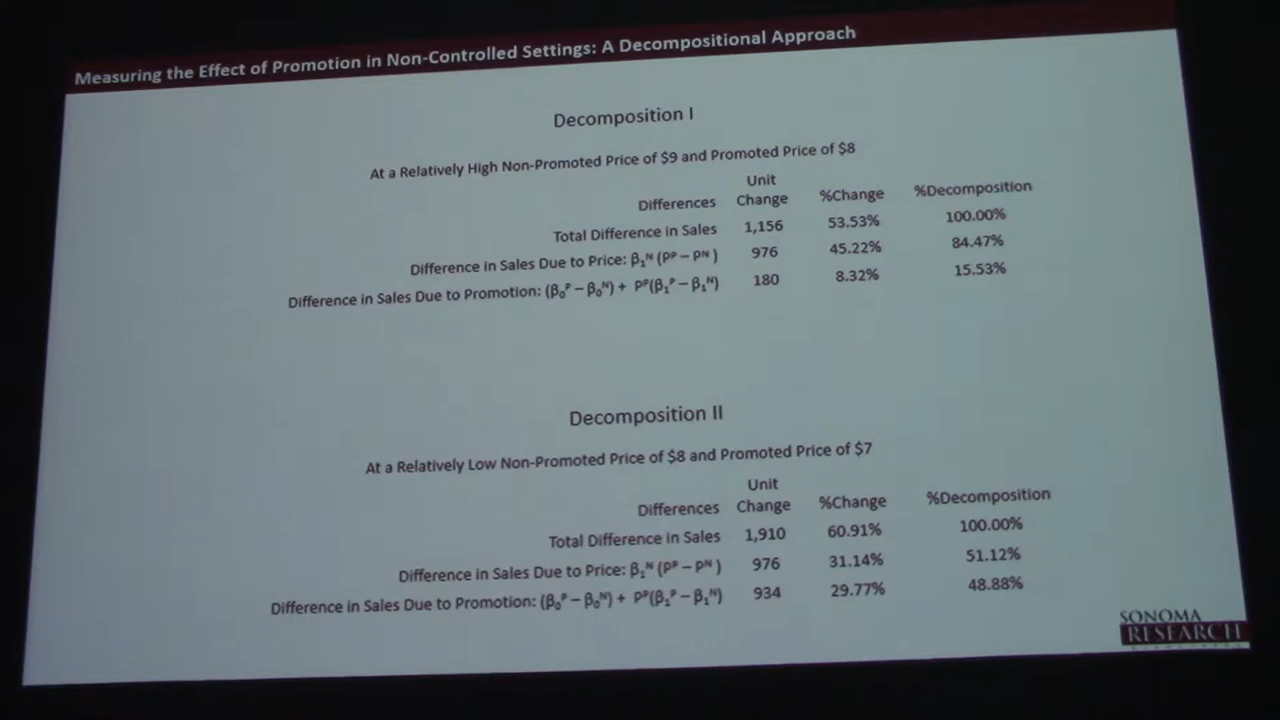 Measuring the Effect of Promotion in Non-Controlled Settings: A Decompositional Approach
Decomposition I
At a Relatively High Non-Promoted Price of $9 and Promoted Price of $8
Differences Unit Change %Change %Decomposition
Total Difference in Sales 1,156 53.53% 100.00%
Difference in Sales Due to Price: β₁ᴺ (Pᴾ – Pᴺ) 976 45.22% 84.47%
Difference in Sales Due to Promotion: (β₀ᴾ – β₀ᴺ) + Pᴾ(β₁ᴾ – β₁ᴺ) 180 8.32% 15.53%
Decomposition II
At a Relatively Low Non-Promoted Price of $8 and Promoted Price of $7
Differences Unit Change %Change %Decomposition
Total Difference in Sales 1,910 60.91% 100.00%
Difference in Sales Due to Price: β₁ᴺ (Pᴾ – Pᴺ) 976 31.14% 51.12%
Difference in Sales Due to Promotion: (β₀ᴾ – β₀ᴺ) + Pᴾ(β₁ᴾ – β₁ᴺ) 934 29.77% 48.88%
SONOMA
RESEARCH